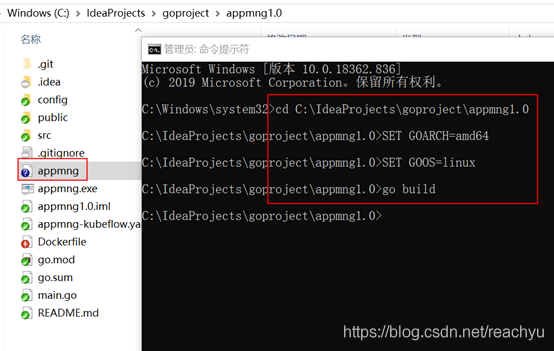 Windows (C:) > IdeaProjects > goproject > appmng1.0
名称
.git
.idea
config
public
src
.gitignore
appmng
appmng.exe
appmng1.0.iml
appmng-kubeflow.ya
Dockerfile
go.mod
go.sum
main.go
README.md
管理员: 命令提示符
Microsoft Windows [版本 10.0.18362.836]
(c) 2019 Microsoft Corporation。保留所有权利。
C:\Windows\system32>cd C:\IdeaProjects\goproject\appmng1.0
C:\IdeaProjects\goproject\appmng1.0>SET GOARCH=amd64
C:\IdeaProjects\goproject\appmng1.0>SET GOOS=linux
C:\IdeaProjects\goproject\appmng1.0>go build
C:\IdeaProjects\goproject\appmng1.0>
https://blog.csdn.net/reachyu